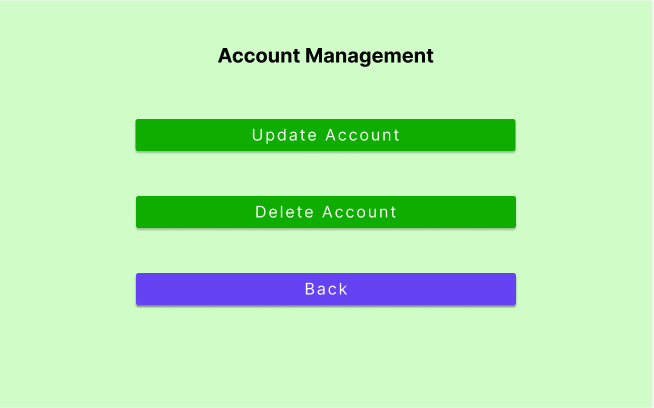 Account Management
Update Account
Delete Account
Back